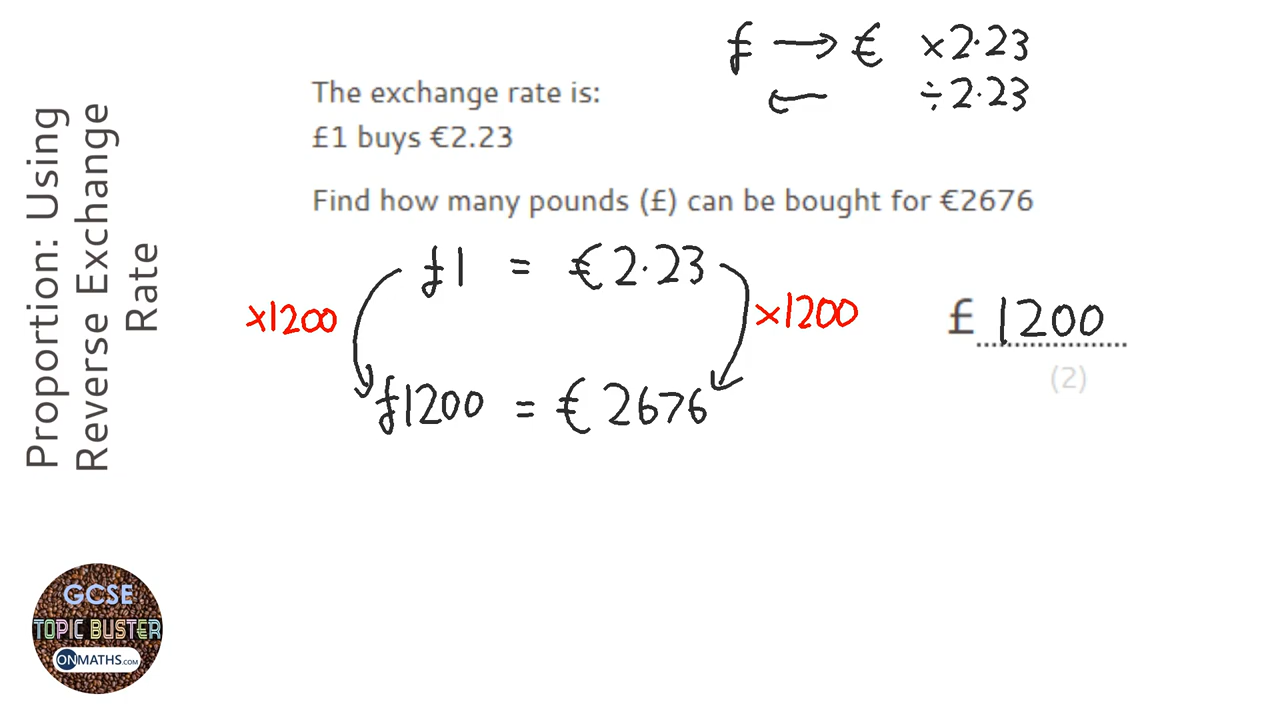 Proportion: Using
Reverse Exchange
Rate
£ → € ×2·23
← ÷2·23
The exchange rate is:
£1 buys €2.23
Find how many pounds (£) can be bought for €2676
£1 = €2·23
×1200
×1200
£1200 = €2676
£ 1200
(2)
GCSE
TOPIC BUSTER
ONMATHS.COM